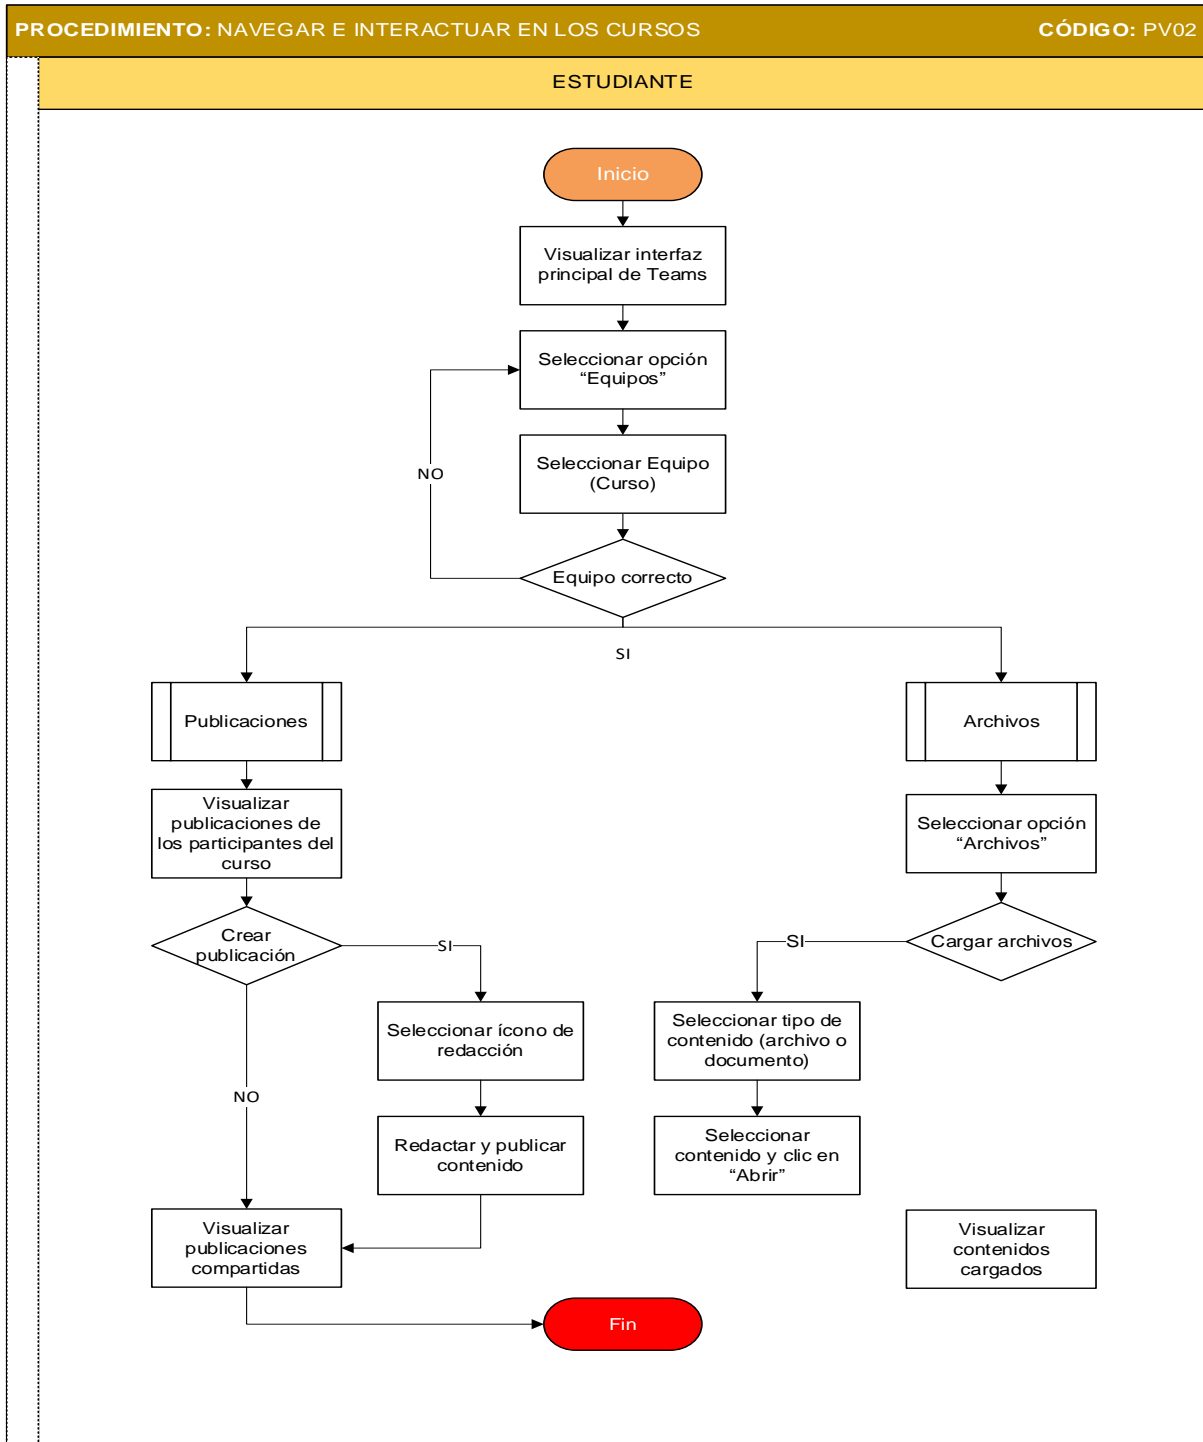 PROCEDIMIENTO: NAVEGAR E INTERACTUAR EN LOS CURSOS
CÓDIGO: PV02
ESTUDIANTE
Inicio
Visualizar interfaz
principal de Teams
Seleccionar opción
“Equipos”
Seleccionar Equipo
(Curso)
NO
Equipo correcto
SI
Publicaciones
Archivos
Visualizar
publicaciones de
los participantes del
curso
Seleccionar opción
“Archivos”
Crear
publicación
SI
SI
Cargar archivos
Seleccionar ícono de
redacción
Seleccionar tipo de
contenido (archivo o
documento)
NO
Redactar y publicar
contenido
Seleccionar
contenido y clic en
“Abrir”
Visualizar
publicaciones
compartidas
Visualizar
contenidos
cargados
Fin